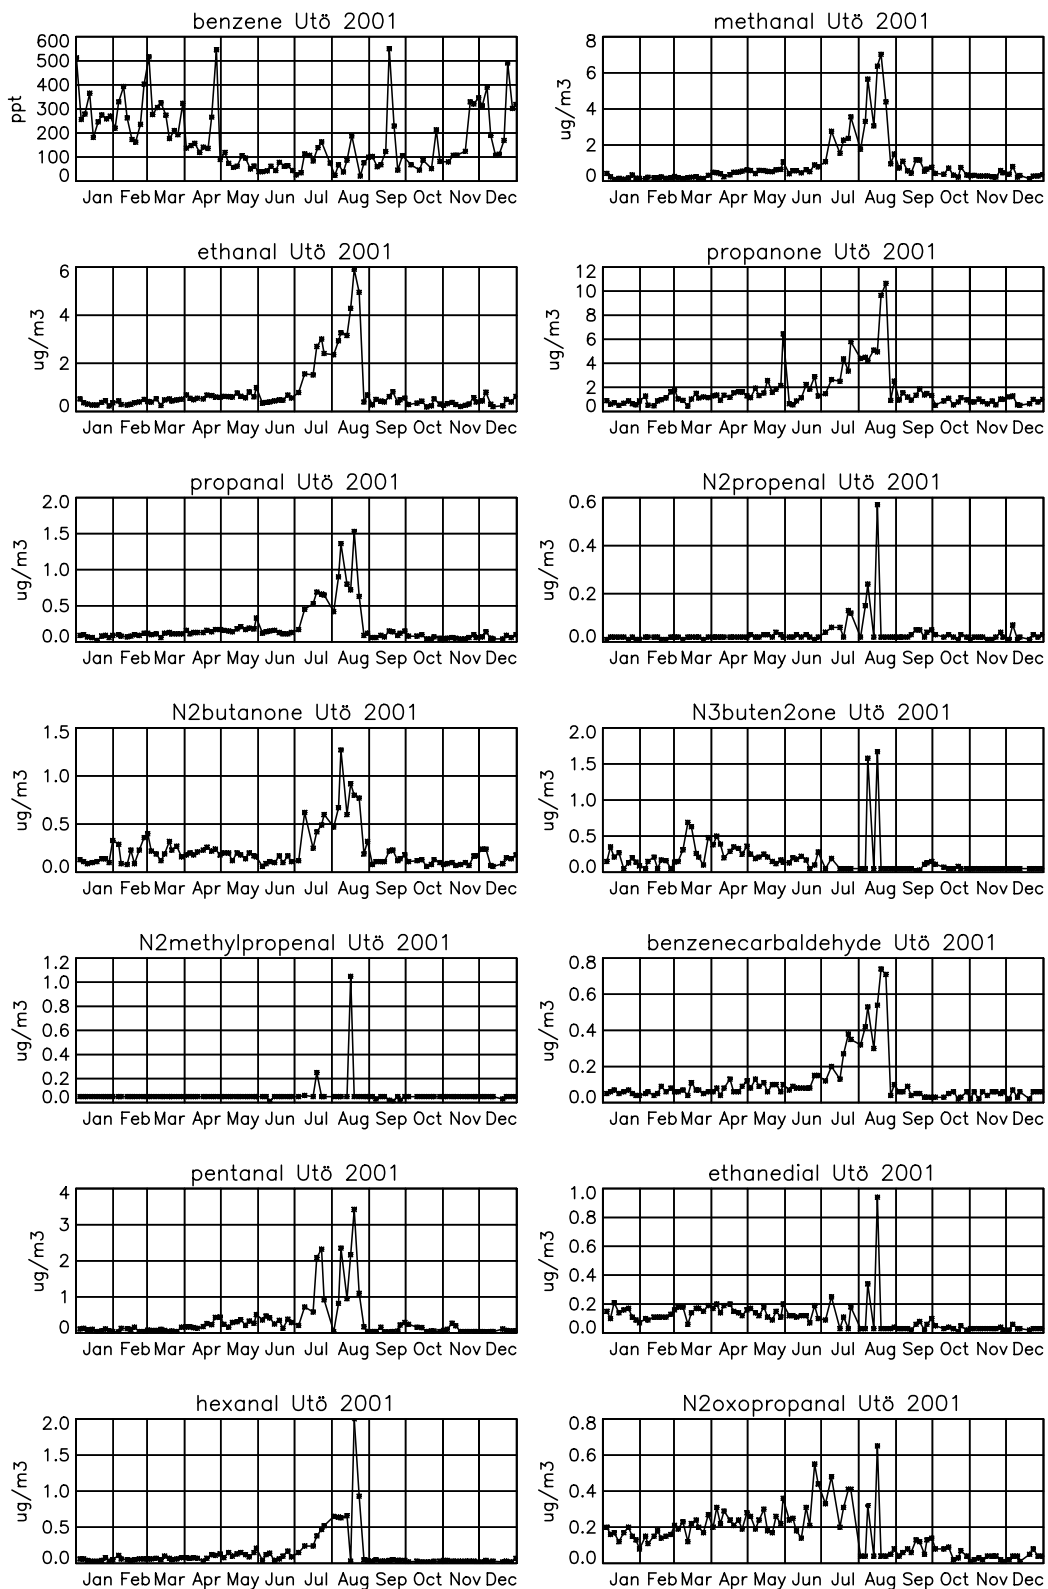 benzene Utö 2001
ppt
600
500
400
300
200
100
0
Jan Feb Mar Apr May Jun Jul Aug Sep Oct Nov Dec
methanal Utö 2001
ug/m3
8
6
4
2
0
Jan Feb Mar Apr May Jun Jul Aug Sep Oct Nov Dec
ethanal Utö 2001
ug/m3
6
4
2
0
Jan Feb Mar Apr May Jun Jul Aug Sep Oct Nov Dec
propanone Utö 2001
ug/m3
12
10
8
6
4
2
0
Jan Feb Mar Apr May Jun Jul Aug Sep Oct Nov Dec
propanal Utö 2001
ug/m3
2.0
1.5
1.0
0.5
0.0
Jan Feb Mar Apr May Jun Jul Aug Sep Oct Nov Dec
N2propenal Utö 2001
ug/m3
0.6
0.4
0.2
0.0
Jan Feb Mar Apr May Jun Jul Aug Sep Oct Nov Dec
N2butanone Utö 2001
ug/m3
1.5
1.0
0.5
0.0
Jan Feb Mar Apr May Jun Jul Aug Sep Oct Nov Dec
N3buten2one Utö 2001
ug/m3
2.0
1.5
1.0
0.5
0.0
Jan Feb Mar Apr May Jun Jul Aug Sep Oct Nov Dec
N2methylpropenal Utö 2001
ug/m3
1.2
1.0
0.8
0.6
0.4
0.2
0.0
Jan Feb Mar Apr May Jun Jul Aug Sep Oct Nov Dec
benzenecarbaldehyde Utö 2001
ug/m3
0.8
0.6
0.4
0.2
0.0
Jan Feb Mar Apr May Jun Jul Aug Sep Oct Nov Dec
pentanal Utö 2001
ug/m3
4
3
2
1
0
Jan Feb Mar Apr May Jun Jul Aug Sep Oct Nov Dec
ethanedial Utö 2001
ug/m3
1.0
0.8
0.6
0.4
0.2
0.0
Jan Feb Mar Apr May Jun Jul Aug Sep Oct Nov Dec
hexanal Utö 2001
ug/m3
2.0
1.5
1.0
0.5
0.0
Jan Feb Mar Apr May Jun Jul Aug Sep Oct Nov Dec
N2oxopropanal Utö 2001
ug/m3
0.8
0.6
0.4
0.2
0.0
Jan Feb Mar Apr May Jun Jul Aug Sep Oct Nov Dec